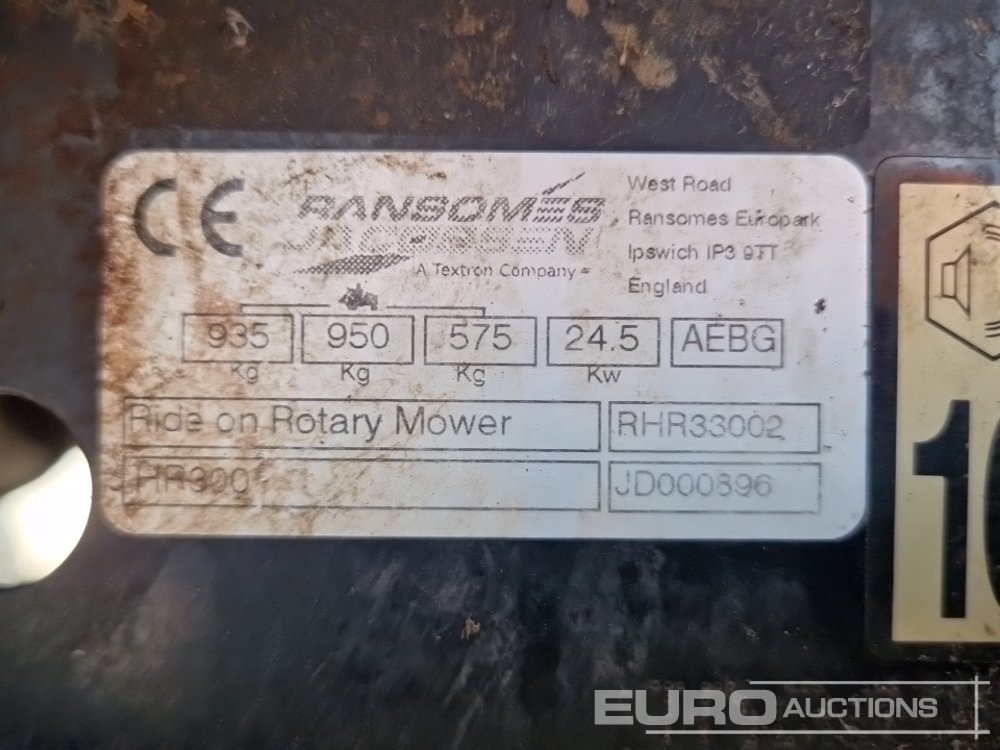 CE
RANSOMES
JACOBSEN
A Textron Company
West Road
Ransomes Europark
Ipswich IP3 9TT
England
935 950 575 24.5 AEBG
Kg Kg Kg Kw
Ride on Rotary Mower RHR33002
HR300 JD000896
10
EURO AUCTIONS